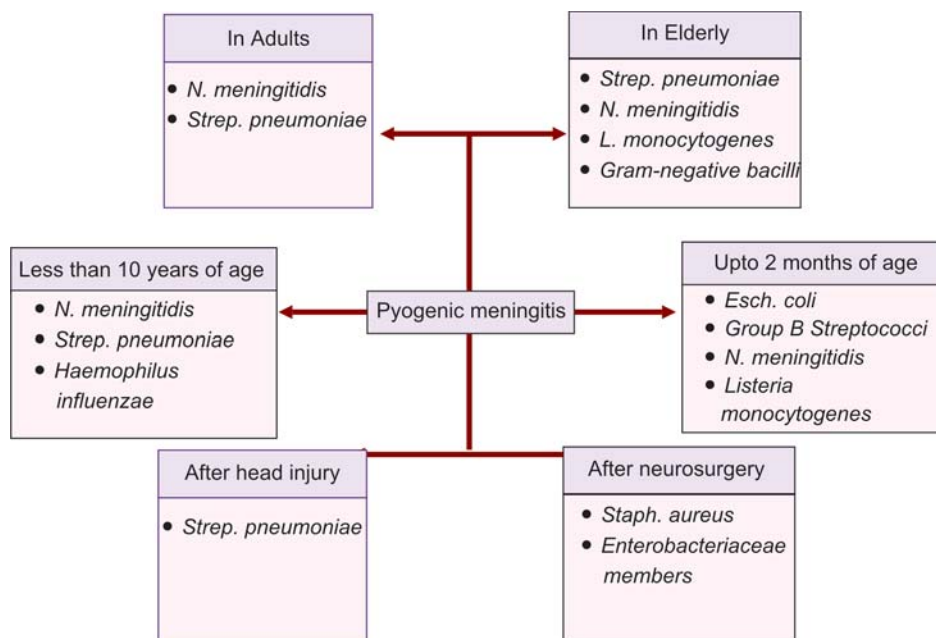 In Adults
• N. meningitidis
• Strep. pneumoniae
In Elderly
• Strep. pneumoniae
• N. meningitidis
• L. monocytogenes
• Gram-negative bacilli
Less than 10 years of age
• N. meningitidis
• Strep. pneumoniae
• Haemophilus
influenzae
Pyogenic meningitis
Upto 2 months of age
• Esch. coli
• Group B Streptococci
• N. meningitidis
• Listeria
monocytogenes
After head injury
• Strep. pneumoniae
After neurosurgery
• Staph. aureus
• Enterobacteriaceae
members